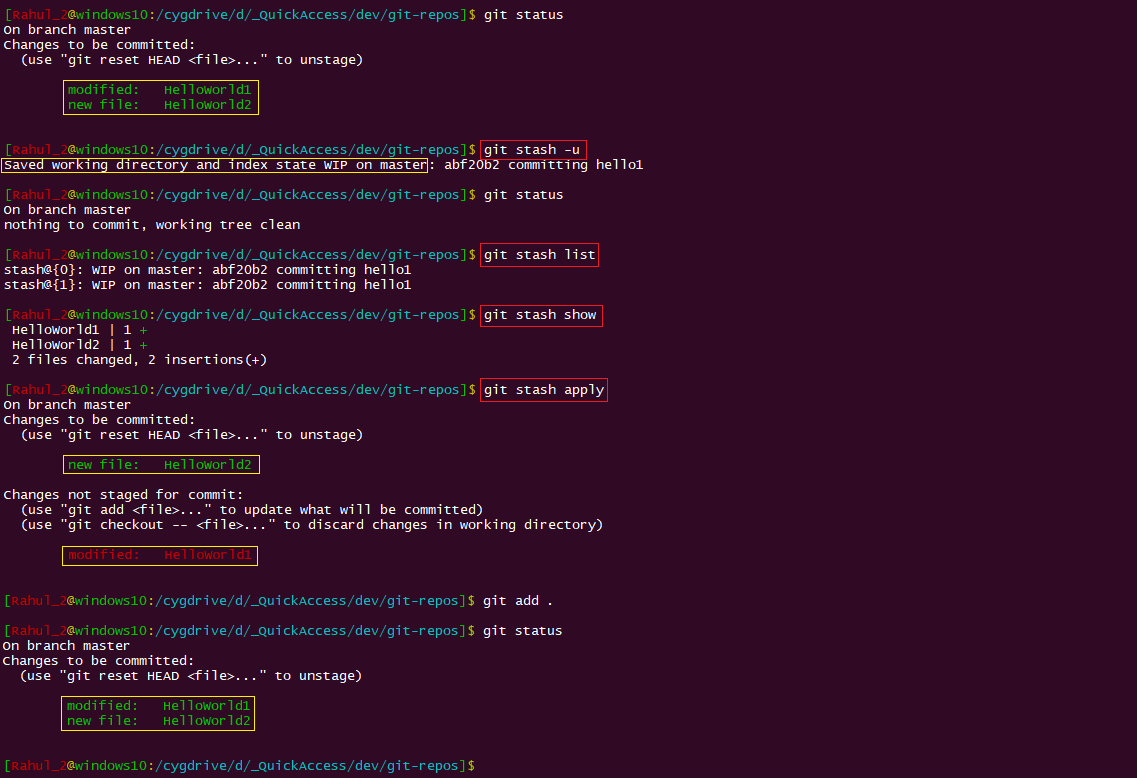 [Rahul_2@windows10:/cygdrive/d/_QuickAccess/dev/git-repos]$ git status
On branch master
Changes to be committed:
  (use "git reset HEAD <file>..." to unstage)
        modified:   HelloWorld1
        new file:   HelloWorld2
[Rahul_2@windows10:/cygdrive/d/_QuickAccess/dev/git-repos]$ git stash -u
Saved working directory and index state WIP on master: abf20b2 committing hello1
[Rahul_2@windows10:/cygdrive/d/_QuickAccess/dev/git-repos]$ git status
On branch master
nothing to commit, working tree clean
[Rahul_2@windows10:/cygdrive/d/_QuickAccess/dev/git-repos]$ git stash list
stash@{0}: WIP on master: abf20b2 committing hello1
stash@{1}: WIP on master: abf20b2 committing hello1
[Rahul_2@windows10:/cygdrive/d/_QuickAccess/dev/git-repos]$ git stash show
 HelloWorld1 | 1 +
 HelloWorld2 | 1 +
 2 files changed, 2 insertions(+)
[Rahul_2@windows10:/cygdrive/d/_QuickAccess/dev/git-repos]$ git stash apply
On branch master
Changes to be committed:
  (use "git reset HEAD <file>..." to unstage)
        new file:   HelloWorld2
Changes not staged for commit:
  (use "git add <file>..." to update what will be committed)
  (use "git checkout -- <file>..." to discard changes in working directory)
        modified:   HelloWorld1
[Rahul_2@windows10:/cygdrive/d/_QuickAccess/dev/git-repos]$ git add .
[Rahul_2@windows10:/cygdrive/d/_QuickAccess/dev/git-repos]$ git status
On branch master
Changes to be committed:
  (use "git reset HEAD <file>..." to unstage)
        modified:   HelloWorld1
        new file:   HelloWorld2
[Rahul_2@windows10:/cygdrive/d/_QuickAccess/dev/git-repos]$